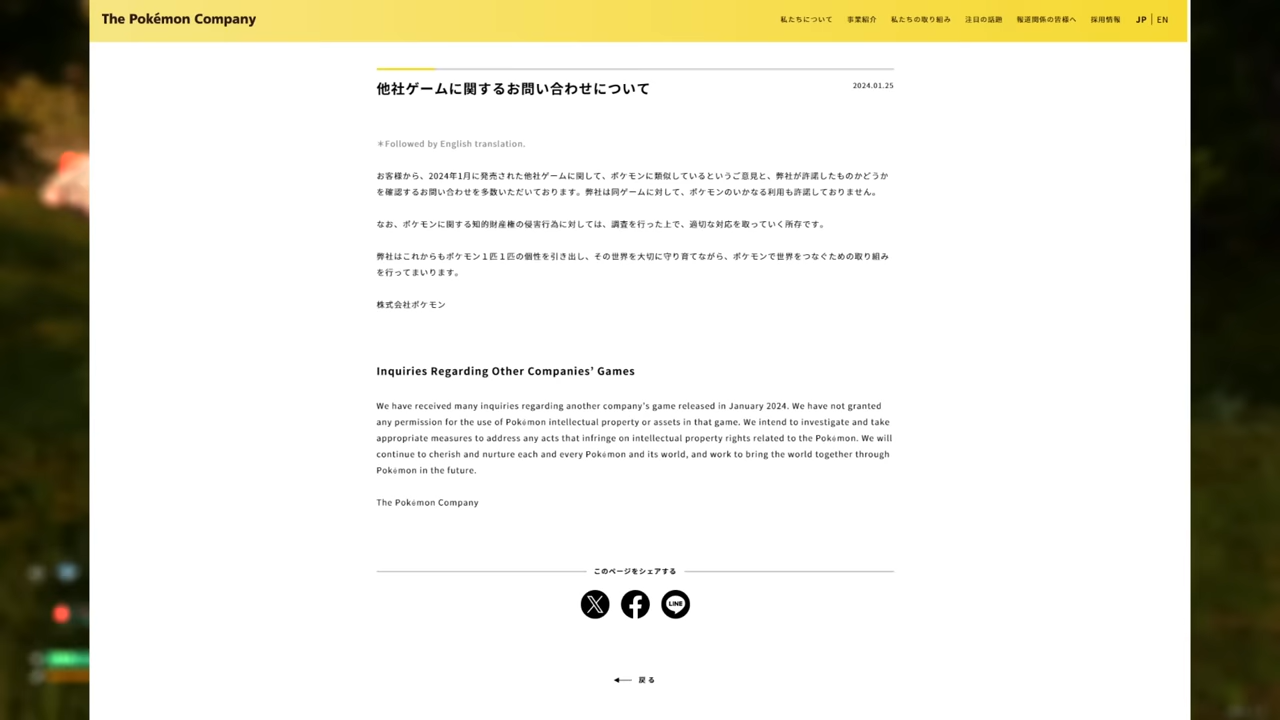 The Pokémon Company
私たちについて 事業紹介 私たちの取り組み 注目の話題 報道関係の皆様へ 採用情報 JP | EN
他社ゲームに関するお問い合わせについて
2024.01.25
＊Followed by English translation.
お客様から、2024年1月に発売された他社ゲームに関して、ポケモンに類似しているというご意見と、弊社が許諾したものかどうか
を確認するお問い合わせを多数いただいております。弊社は同ゲームに対して、ポケモンのいかなる利用も許諾しておりません。
なお、ポケモンに関する知的財産権の侵害行為に対しては、調査を行った上で、適切な対応を取っていく所存です。
弊社はこれからもポケモン１匹１匹の個性を引き出し、その世界を大切に守り育てながら、ポケモンで世界をつなぐための取り組み
を行ってまいります。
株式会社ポケモン
Inquiries Regarding Other Companies’ Games
We have received many inquiries regarding another company’s game released in January 2024. We have not granted
any permission for the use of Pokémon intellectual property or assets in that game. We intend to investigate and take
appropriate measures to address any acts that infringe on intellectual property rights related to the Pokémon. We will
continue to cherish and nurture each and every Pokémon and its world, and work to bring the world together through
Pokémon in the future.
The Pokémon Company
このページをシェアする
LINE
戻る